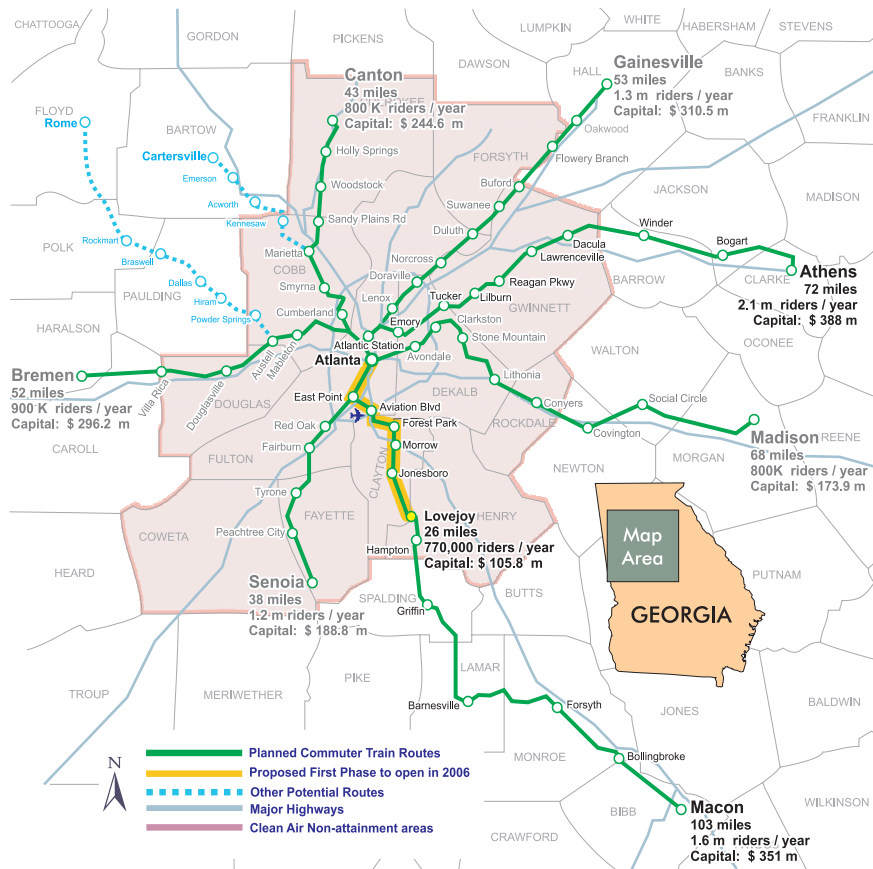 CHATTOOGA
GORDON
PICKENS
LUMPKIN
WHITE
HABERSHAM
STEVENS
DAWSON
HALL
BANKS
FRANKLIN
Gainesville
53 miles
1.3 m riders / year
Capital: $ 310.5 m
Canton
43 miles
800 K riders / year
Capital: $ 244.6 m
CHEROKEE
FLOYD
Rome
BARTOW
Cartersville
Emerson
Acworth
Kennesaw
Holly Springs
Woodstock
Sandy Plains Rd
Marietta
COBB
Smyrna
Cumberland
FORSYTH
Oakwood
Flowery Branch
Buford
Suwanee
Duluth
Norcross
Doraville
Lenox
JACKSON
MADISON
Winder
Bogart
Dacula
Lawrenceville
Reagan Pkwy
Lilburn
Tucker
Emory
GWINNETT
BARROW
CLARKE
Athens
72 miles
2.1 m riders / year
Capital: $ 388 m
OCONEE
POLK
Rockmart
Braswell
Dallas
Hiram
Powder Springs
PAULDING
HARALSON
Austell
Mableton
Atlantic Station
Atlanta
Avondale
Clarkston
Stone Mountain
Lithonia
Conyers
Covington
Social Circle
WALTON
DEKALB
ROCKDALE
NEWTON
MORGAN
Madison
68 miles
800K riders / year
Capital: $ 173.9 m
REENE
Bremen
52 miles
900 K riders / year
Capital: $ 296.2 m
Villa Rica
Douglasville
DOUGLAS
CARROLL
East Point
Aviation Blvd
Red Oak
Forest Park
Fairburn
Morrow
FULTON
CLAYTON
Jonesboro
Tyrone
FAYETTE
Peachtree City
COWETA
HEARD
Lovejoy
26 miles
770,000 riders / year
Capital: $ 105.8 m
HENRY
Hampton
Senoia
38 miles
1.2 m riders / year
Capital: $ 188.8 m
SPALDING
Griffin
BUTTS
Map
Area
GEORGIA
PUTNAM
TROUP
MERIWETHER
PIKE
LAMAR
Barnesville
Forsyth
JONES
BALDWIN
MONROE
Bollingbroke
BIBB
Macon
103 miles
1.6 m riders / year
Capital: $ 351 m
WILKINSON
CRAWFORD
N
Planned Commuter Train Routes
Proposed First Phase to open in 2006
Other Potential Routes
Major Highways
Clean Air Non-attainment areas